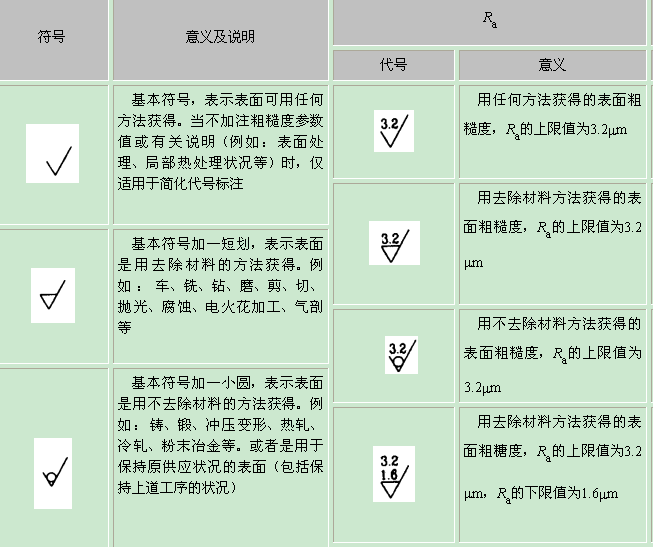 符号
意义及说明
基本符号，表示表面可用任何
方法获得。当不加注粗糙度参数
值或有关说明（例如：表面处
理、局部热处理状况等）时，仅
适用于简化代号标注
基本符号加一短划，表示表面
是用去除材料的方法获得。例
如 ： 车、铣、钻、磨、剪、切、
抛光、腐蚀、电火花加工、气剖
等
基本符号加一小圆，表示表面
是用不去除材料的方法获得。例
如： 铸、锻、冲压变形、热轧、
冷轧、粉末冶金等。或者是用于
保持原供应状况的表面（包括保
持上道工序的状况）
Ra
代号
意义
3.2
用任何方法获得的表面粗
糙度，Ra的上限值为3.2μm
3.2
用去除材料方法获得的表
面粗糙度，Ra的上限值为3.2
μm
3.2
用不去除材料方法获得的
表面粗糙度，Ra的上限值为
3.2μm
3.2
1.6
用去除材料方法获得的表
面粗糖度，Ra的上限值为3.2
μm，Ra的下限值为1.6μm